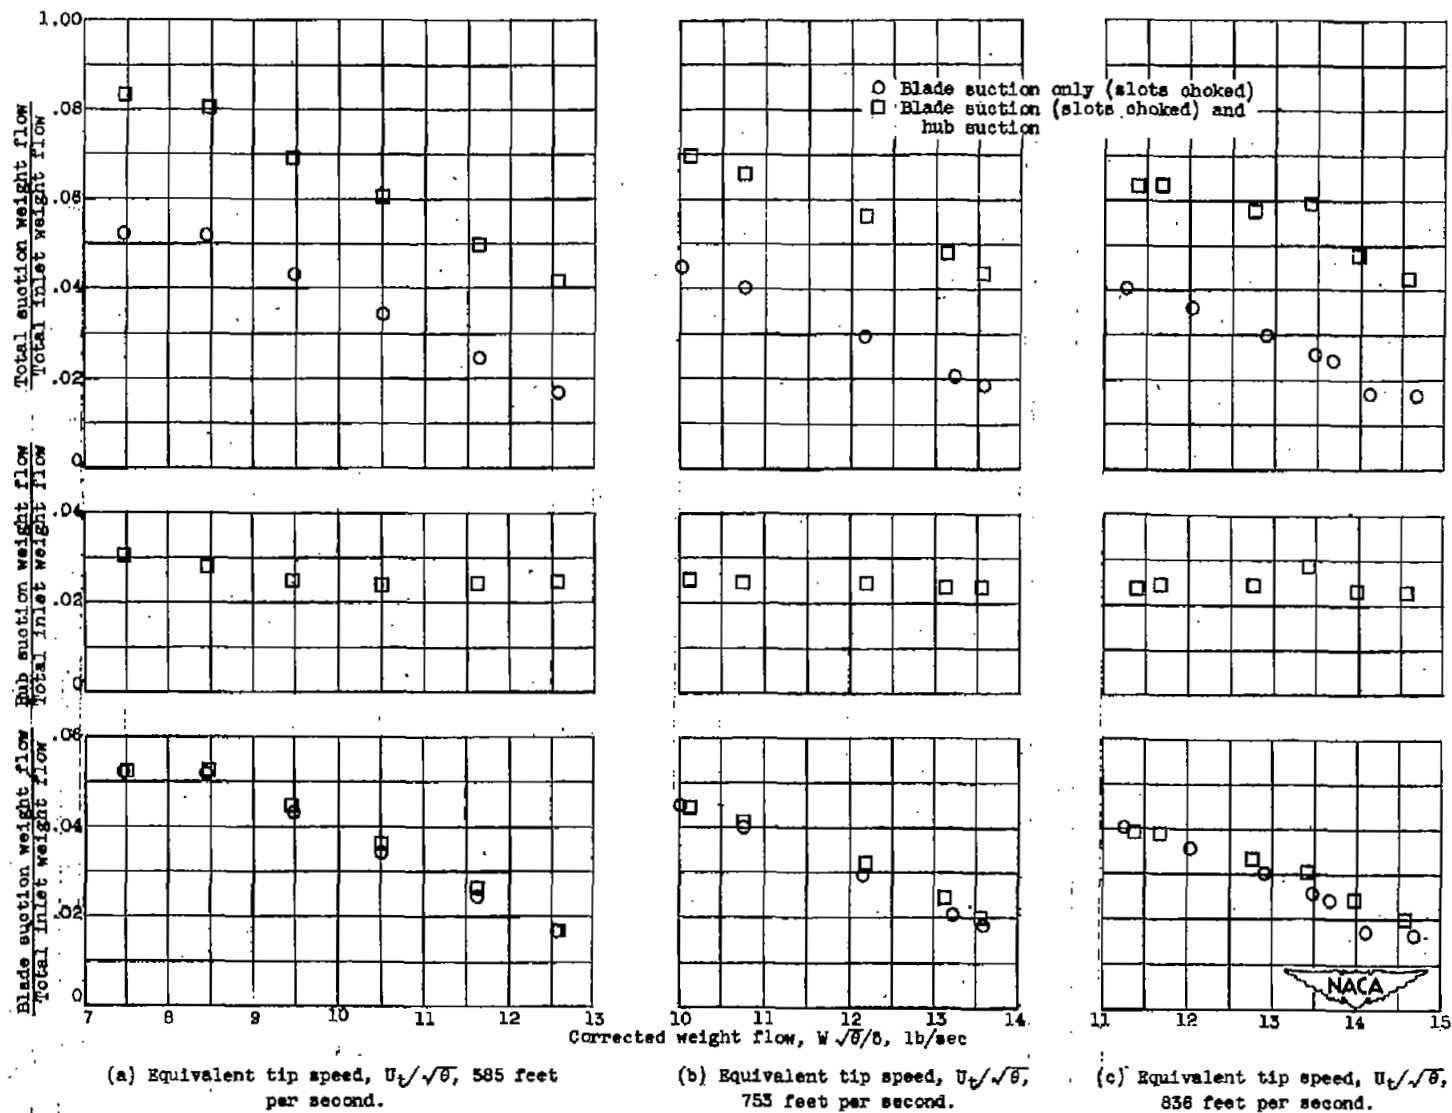 1.00
.08
.06
.04
.02
0
Total suction weight flow
Total inlet weight flow
O Blade suction only (slots choked)
□ Blade suction (slots choked) and
hub suction
.04
.02
0
Hub suction weight flow
Total inlet weight flow
.06
.04
.02
0
Blade suction weight flow
Total inlet weight flow
NACA
7 8 9 10 11 12 13
10 11 12 13 14
11 12 13 14 15
Corrected weight flow, W √θ/δ, lb/sec
(a) Equivalent tip speed, Ut/√θ, 585 feet
per second.
(b) Equivalent tip speed, Ut/√θ,
753 feet per second.
(c) Equivalent tip speed, Ut/√θ,
836 feet per second.